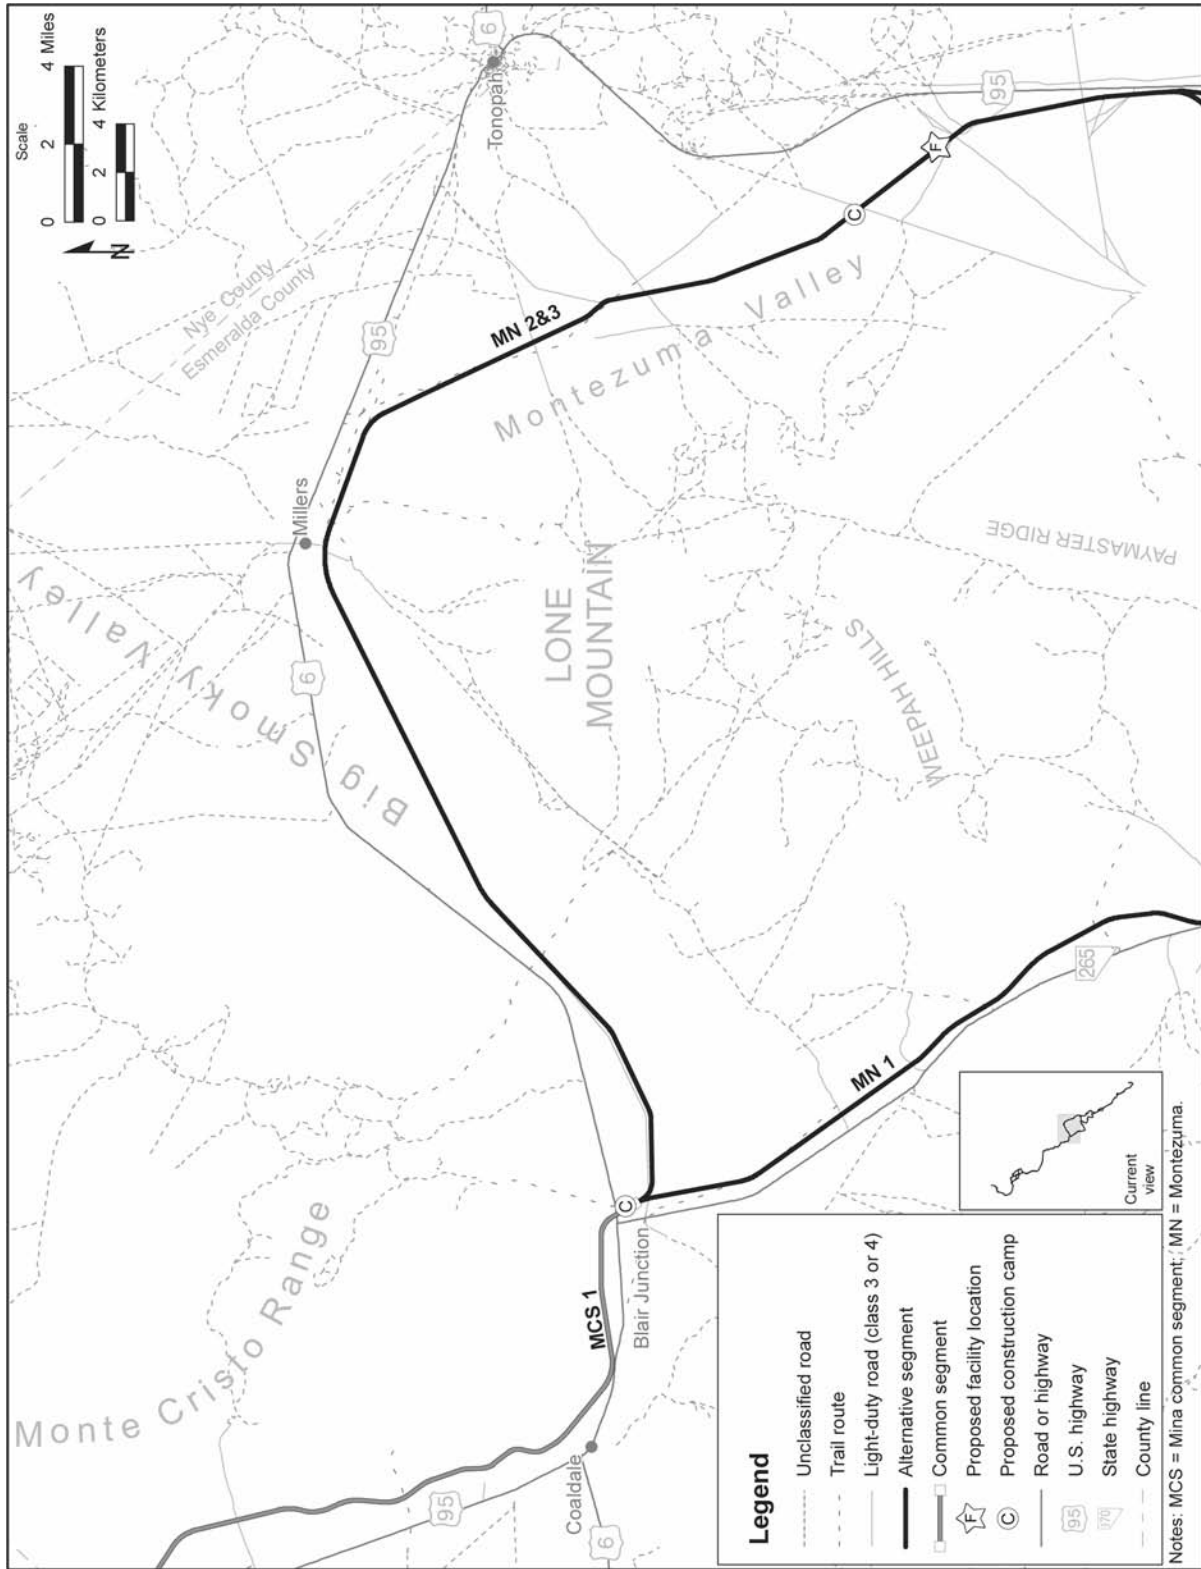 Scale
0 2 4 Miles
0 2 4 Kilometers
N
Big Smoky Valley
Nye County
Esmeralda County
6
Tonopah
95
Millers
6
MN 2&3
Montezuma Valley
C
F
95
LONE
MOUNTAIN
PAYMASTER RIDGE
WEEPAH HILLS
Monte Cristo Range
MCS 1
C
Blair Junction
95
Coaldale
6
MN 1
265
Legend
Unclassified road
Trail route
Light-duty road (class 3 or 4)
Alternative segment
Common segment
F Proposed facility location
C Proposed construction camp
Road or highway
95 U.S. highway
State highway
County line
Current
view
Notes: MCS = Mina common segment; MN = Montezuma.